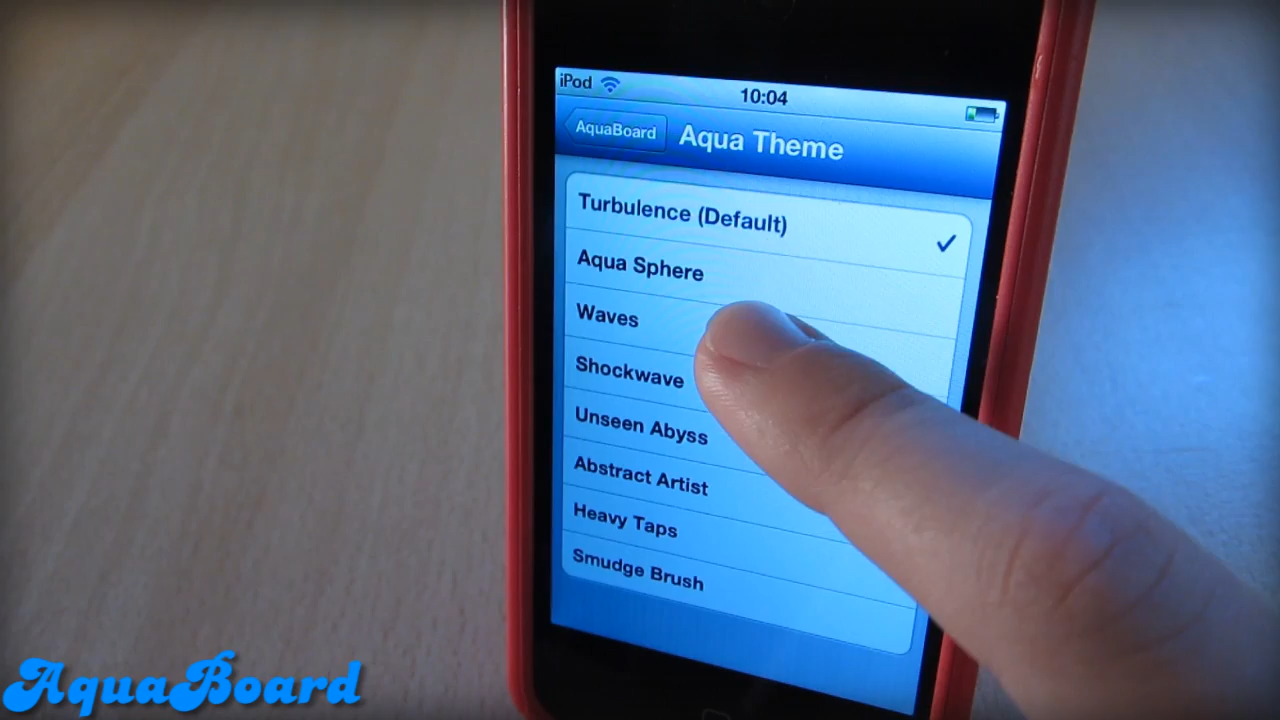 iPod
10:04
AquaBoard
Aqua Theme
Turbulence (Default)
Aqua Sphere
Waves
Shockwave
Unseen Abyss
Abstract Artist
Heavy Taps
Smudge Brush
AquaBoard